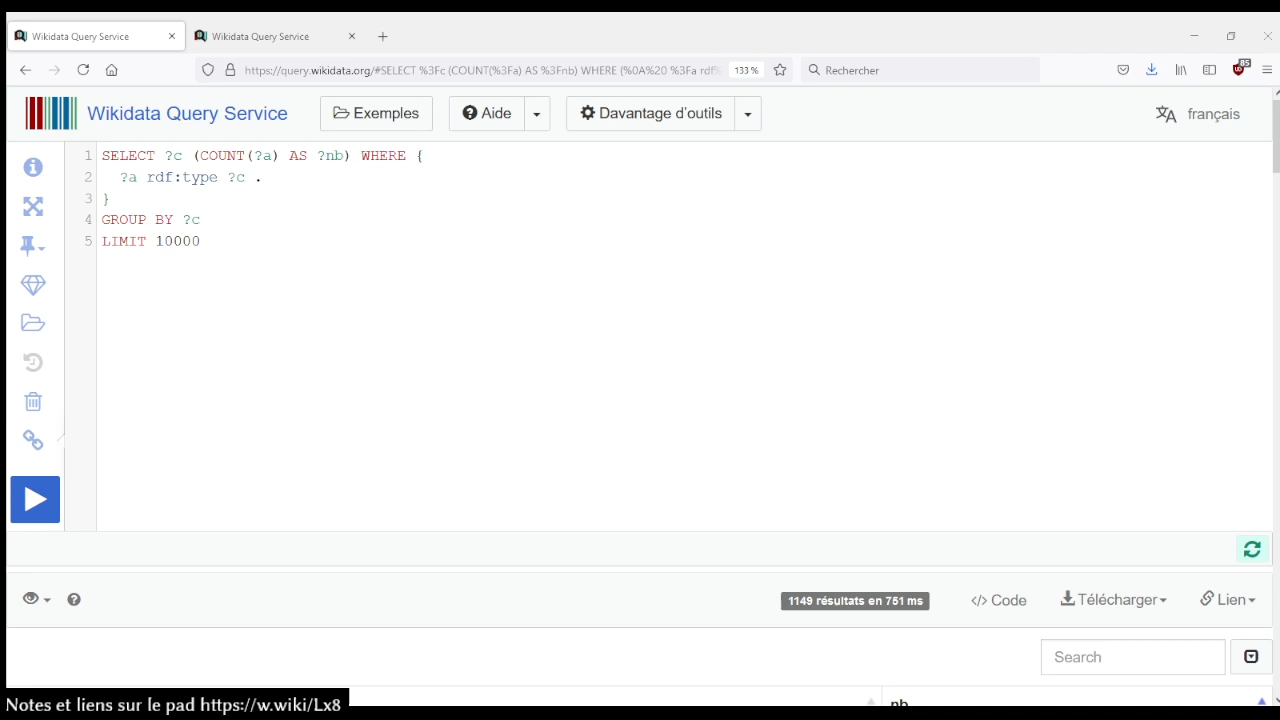 Wikidata Query Service
Wikidata Query Service
https://query.wikidata.org/#SELECT %3Fc (COUNT(%3Fa) AS %3Fnb) WHERE {%0A%20 %3Fa rdf%
133 %
Rechercher
85
Wikidata Query Service
Exemples
Aide
Davantage d'outils
français
1 SELECT ?c (COUNT(?a) AS ?nb) WHERE {
2 ?a rdf:type ?c .
3 }
4 GROUP BY ?c
5 LIMIT 10000
1149 résultats en 751 ms
</> Code
Télécharger
Lien
Search
nb
Notes et liens sur le pad https://w.wiki/Lx8